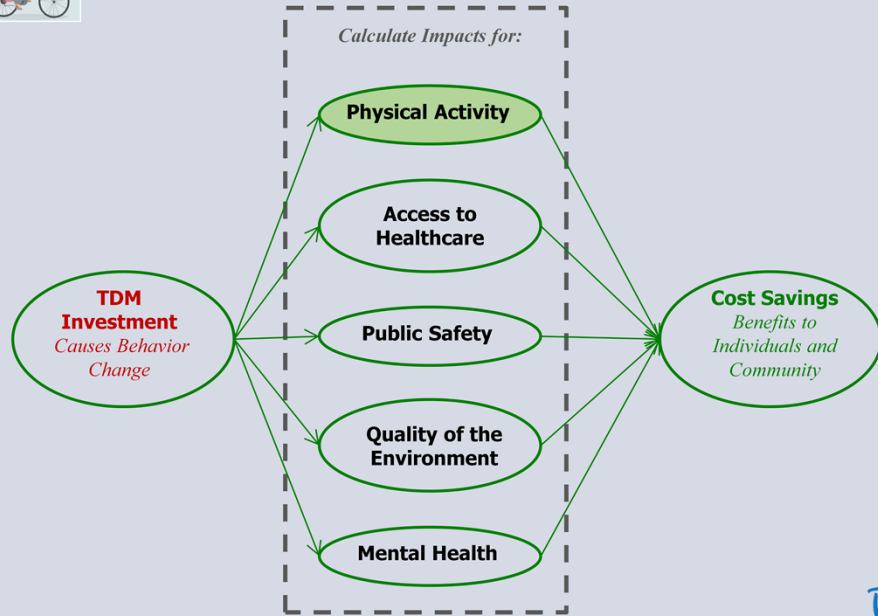 Calculate Impacts for:
Physical Activity
Access to
Healthcare
TDM
Investment
Causes Behavior
Change
Public Safety
Cost Savings
Benefits to
Individuals and
Community
Quality of the
Environment
Mental Health